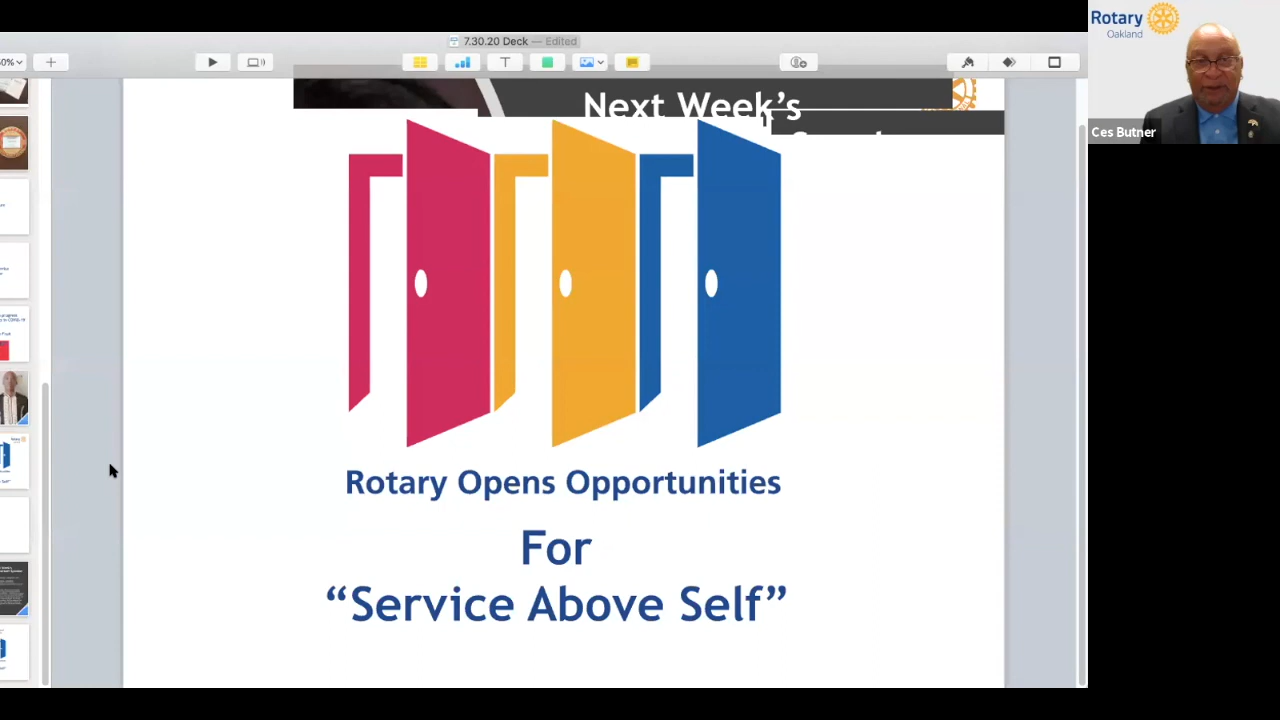 7.30.20 Deck — Edited
Rotary
Oakland
Ces Butner
Next Week's
Rotary Opens Opportunities
For
“Service Above Self”